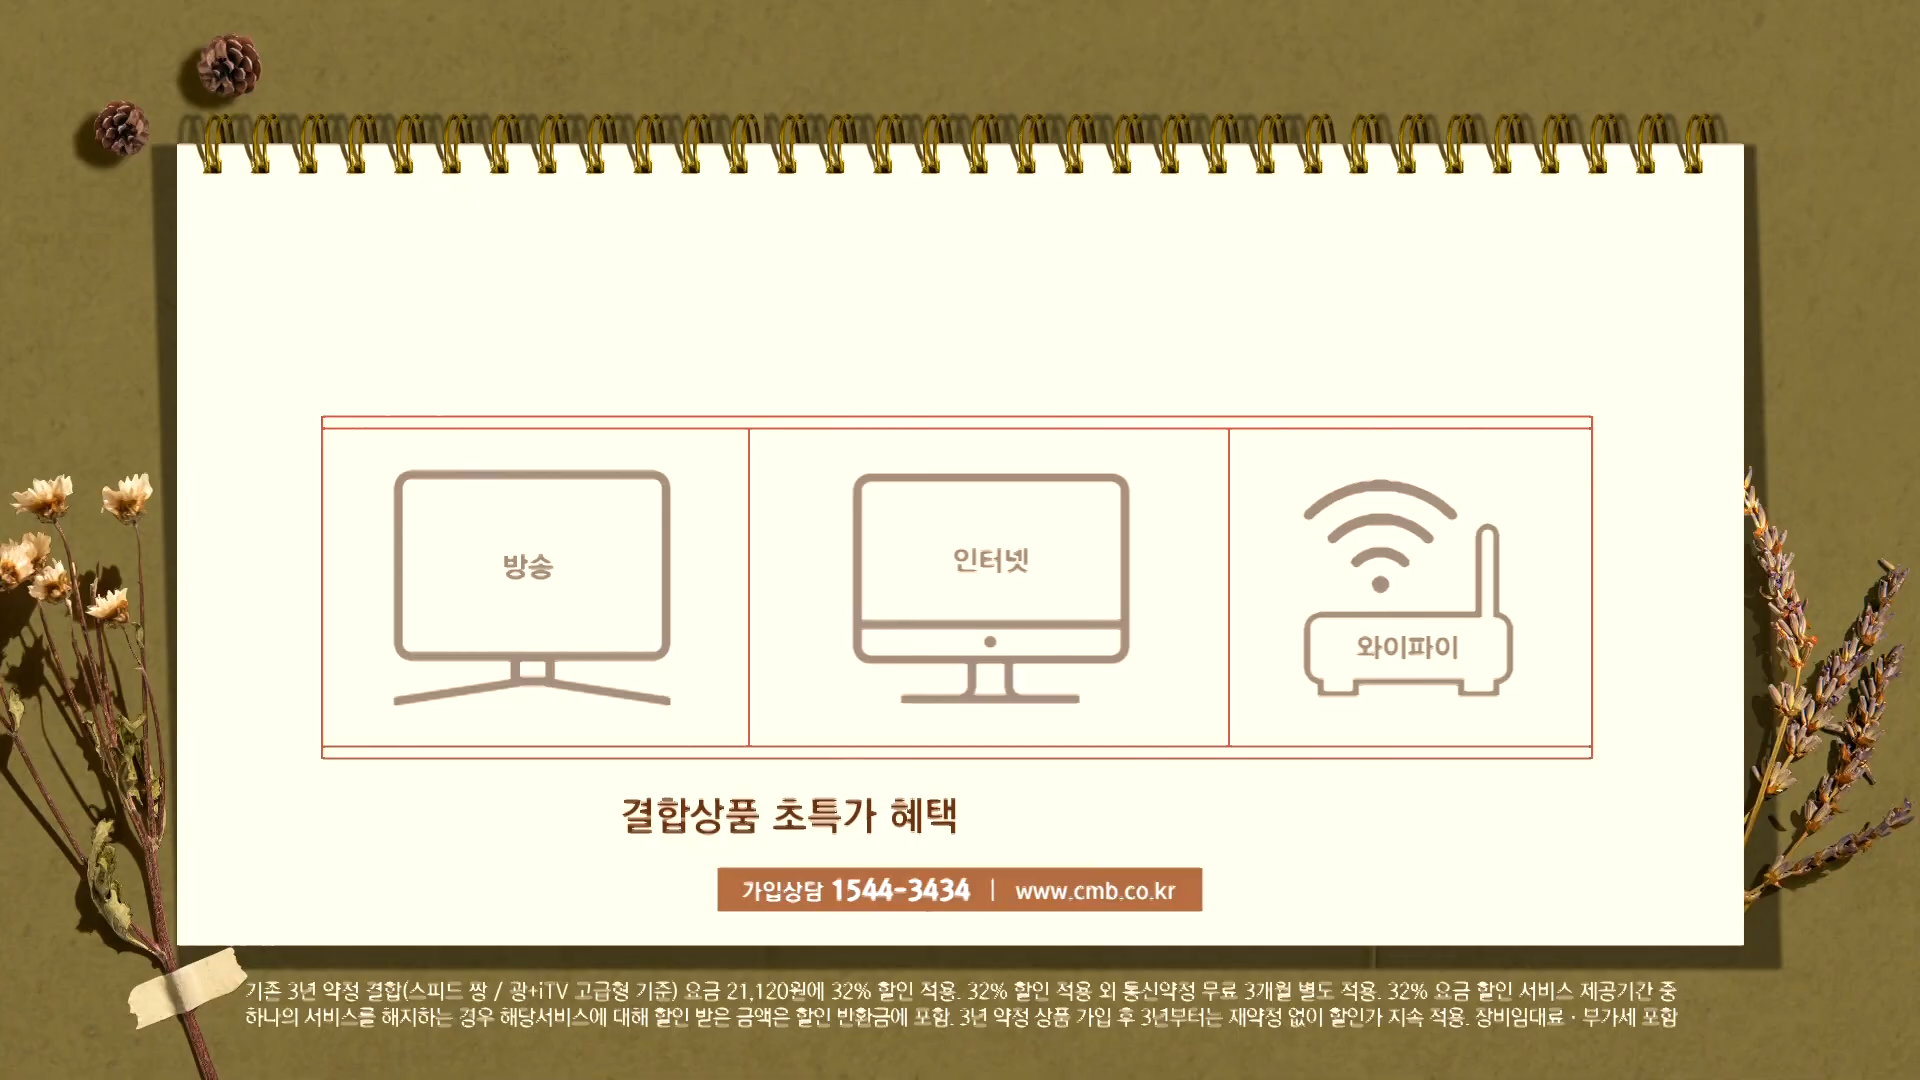 방송
인터넷
와이파이
결합상품 초특가 혜택
가입상담 1544-3434 | www.cmb.co.kr
기존 3년 약정 결합(스피드 짱 / 광+iTV 고급형 기준) 요금 21,120원에 32% 할인 적용. 32% 할인 적용 외 통신약정 무료 3개월 별도 적용. 32% 요금 할인 서비스 제공기간 중
하나의 서비스를 해지하는 경우 해당서비스에 대해 할인 받은 금액은 할인 반환금에 포함. 3년 약정 상품 가입 후 3년부터는 재약정 없이 할인가 지속 적용. 장비임대료 · 부가세 포함